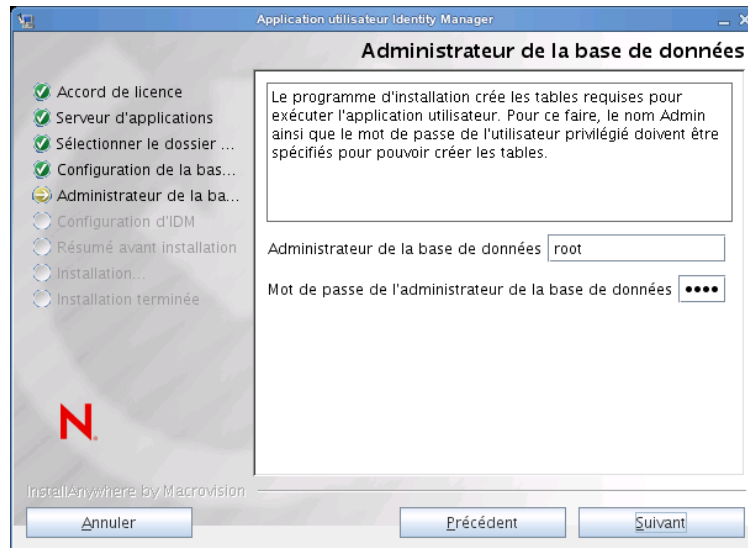 Application utilisateur Identity Manager
Administrateur de la base de données
Accord de licence
Serveur d'applications
Sélectionner le dossier ...
Configuration de la bas...
Administrateur de la ba...
Configuration d'IDM
Résumé avant installation
Installation...
Installation terminée
Le programme d'installation crée les tables requises pour
exécuter l'application utilisateur. Pour ce faire, le nom Admin
ainsi que le mot de passe de l'utilisateur privilégié doivent être
spécifiés pour pouvoir créer les tables.
Administrateur de la base de données root
Mot de passe de l'administrateur de la base de données ••••
N
InstallAnywhere by Macrovision
Annuler
Précédent
Suivant